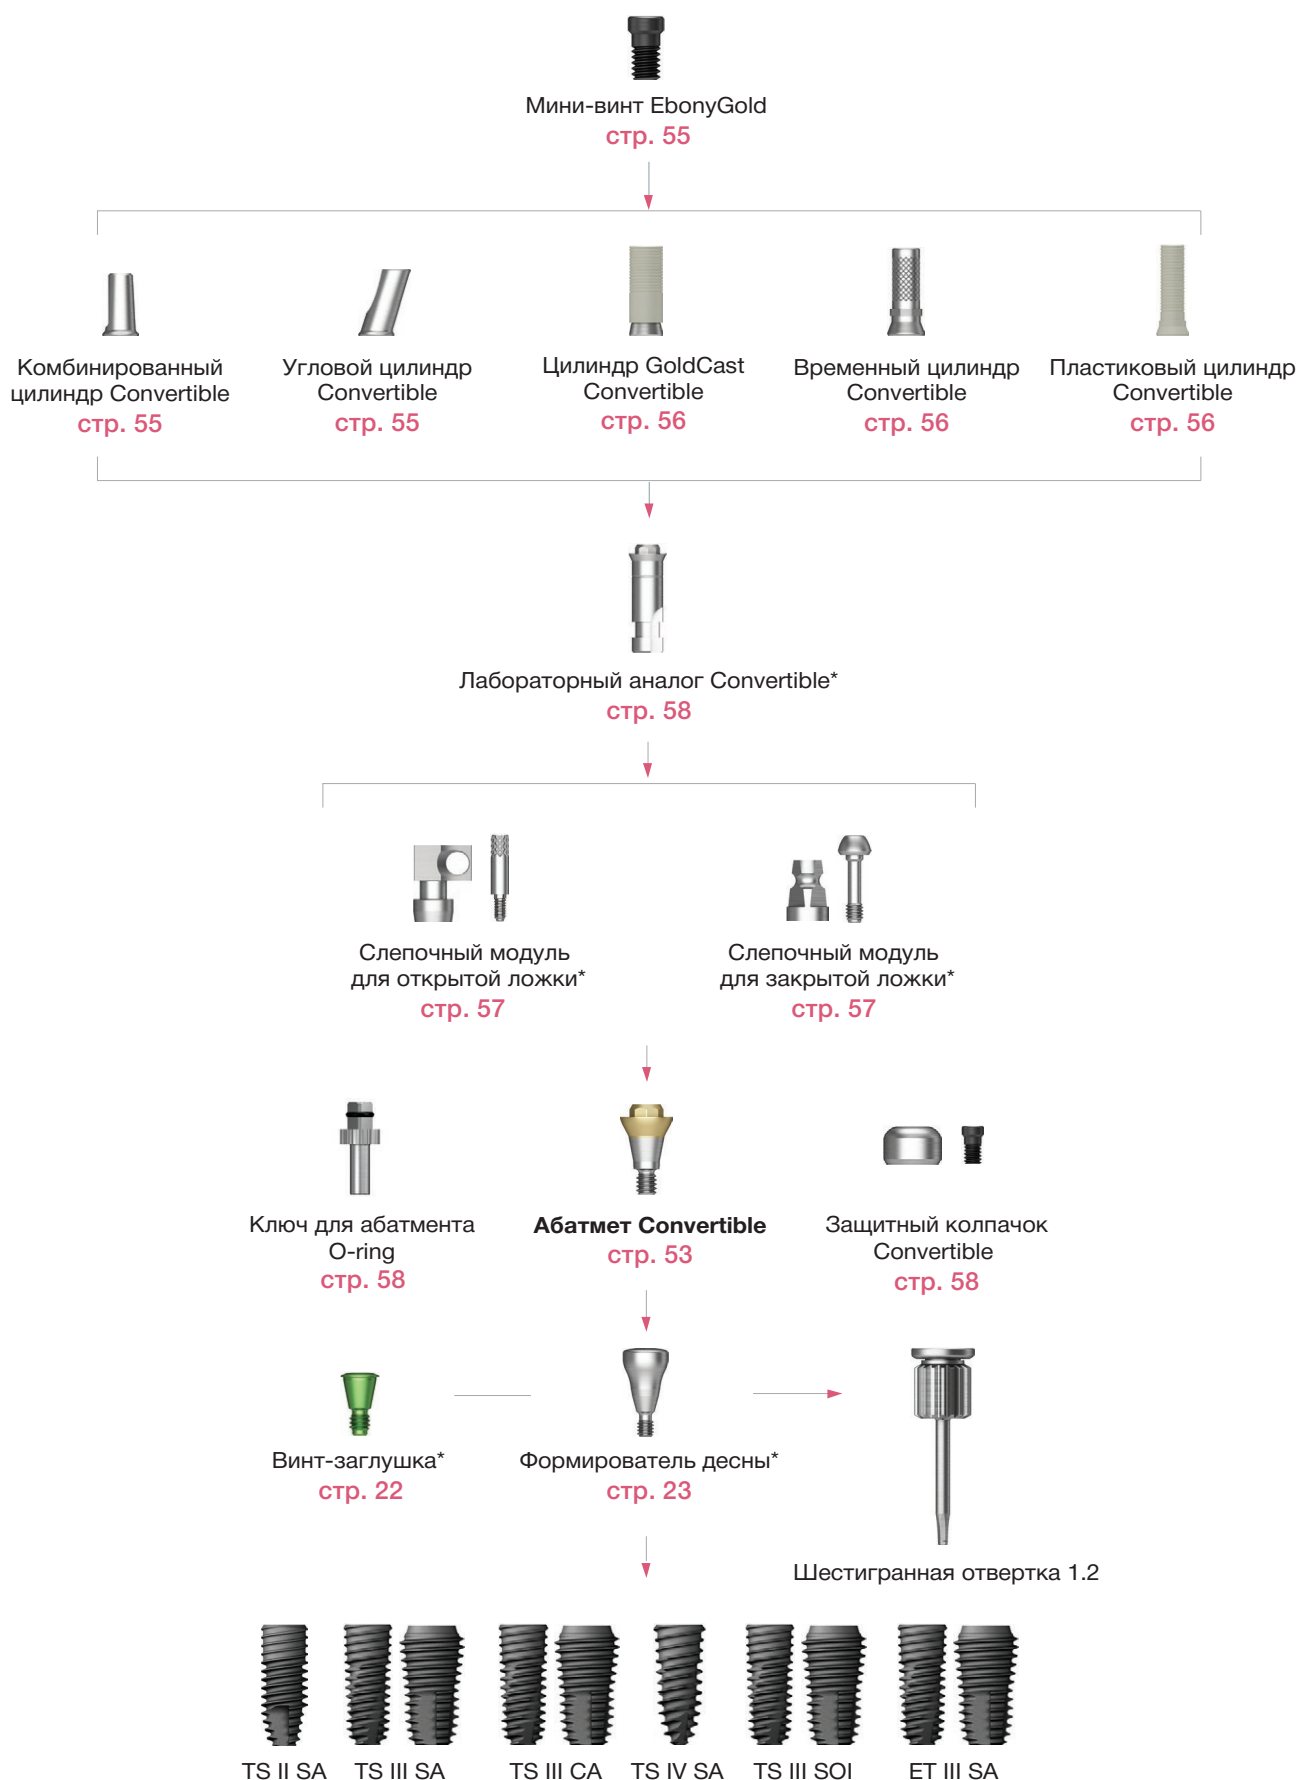 Мини-винт EbonyGold
стр. 55
Комбинированный
цилиндр Convertible
стр. 55
Угловой цилиндр
Convertible
стр. 55
Цилиндр GoldCast
Convertible
стр. 56
Временный цилиндр
Convertible
стр. 56
Пластиковый цилиндр
Convertible
стр. 56
Лабораторный аналог Convertible*
стр. 58
Слепочный модуль
для открытой ложки*
стр. 57
Слепочный модуль
для закрытой ложки*
стр. 57
Ключ для абатмента
O-ring
стр. 58
Абатмет Convertible
стр. 53
Защитный колпачок
Convertible
стр. 58
Винт-заглушка*
стр. 22
Формирователь десны*
стр. 23
Шестигранная отвертка 1.2
TS II SA
TS III SA
TS III CA
TS IV SA
TS III SOI
ET III SA